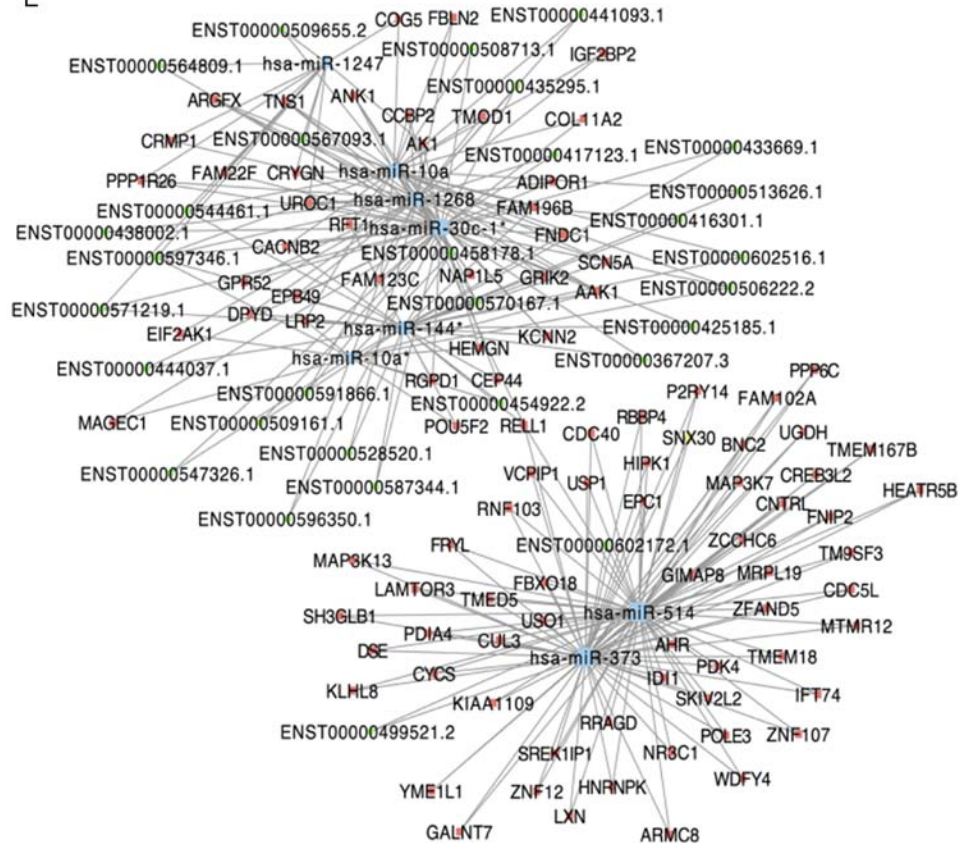 E
COG5 FBLN2 ENST00000441093.1
ENST00000509655.2
ENST00000508713.1 IGF2BP2
ENST00000564809.1 hsa-miR-1247
ENST00000435295.1
ARGFX TNS1 ANK1
CCBP2 TMOD1 COL11A2
CRMP1 ENST00000567093.1 AK1
ENST00000417123.1 ENST00000433669.1
PPP1R26 FAM22F CRYGN hsa-miR-10a
ADIPOR1 ENST00000513626.1
UROC1 hsa-miR-1268
ENST00000544461.1 FAM196B
ENST00000416301.1
ENST00000438002.1 RFT1 hsa-miR-30c-1* FNDC1
CACNB2
ENST00000597346.1 ENST00000458178.1 SCN5A ENST00000602516.1
GPR52 FAM123C NAP1L5 GRIK2
AAK1 ENST00000506222.2
EPB49 ENST00000570167.1
ENST00000571219.1 DPYD LRP2
EIF2AK1 hsa-miR-144* KCNN2 ENST00000425185.1
HEMGN
hsa-miR-10a* ENST00000367207.3
ENST00000444037.1 PPP6C
RGPD1 CEP44
ENST00000591866.1 P2RY14 FAM102A
ENST00000454922.2
MAGEC1 ENST00000509161.1 POU5F2 RELL1 RBBP4
CDC40 SNX30 BNC2 UGDH
ENST00000528520.1 TMEM167B
HIPK1
ENST00000547326.1 VCPIP1 USP1 MAP3K7 CREB3L2
ENST00000587344.1 HEATR5B
EPC1 CNTRL
RNF103 FNIP2
ENST00000596350.1
FRYL ENST00000602172.1 ZCCHC6
MAP3K13 TM9SF3
GIMAP8 MRPL19
LAMTOR3 FBXO18 CDC5L
TMED5
SH3GLB1 USO1 hsa-miR-514 ZFAND5
MTMR12
PDIA4 CUL3
DSE AHR
hsa-miR-373 TMEM18
CYCS PDK4
IDI1
KLHL8 SKIV2L2 IFT74
KIAA1109
RRAGD
ENST00000499521.2 POLE3 ZNF107
SREK1IP1 NR3C1
WDFY4
YME1L1 ZNF12 HNRNPK
LXN
GALNT7 ARMC8